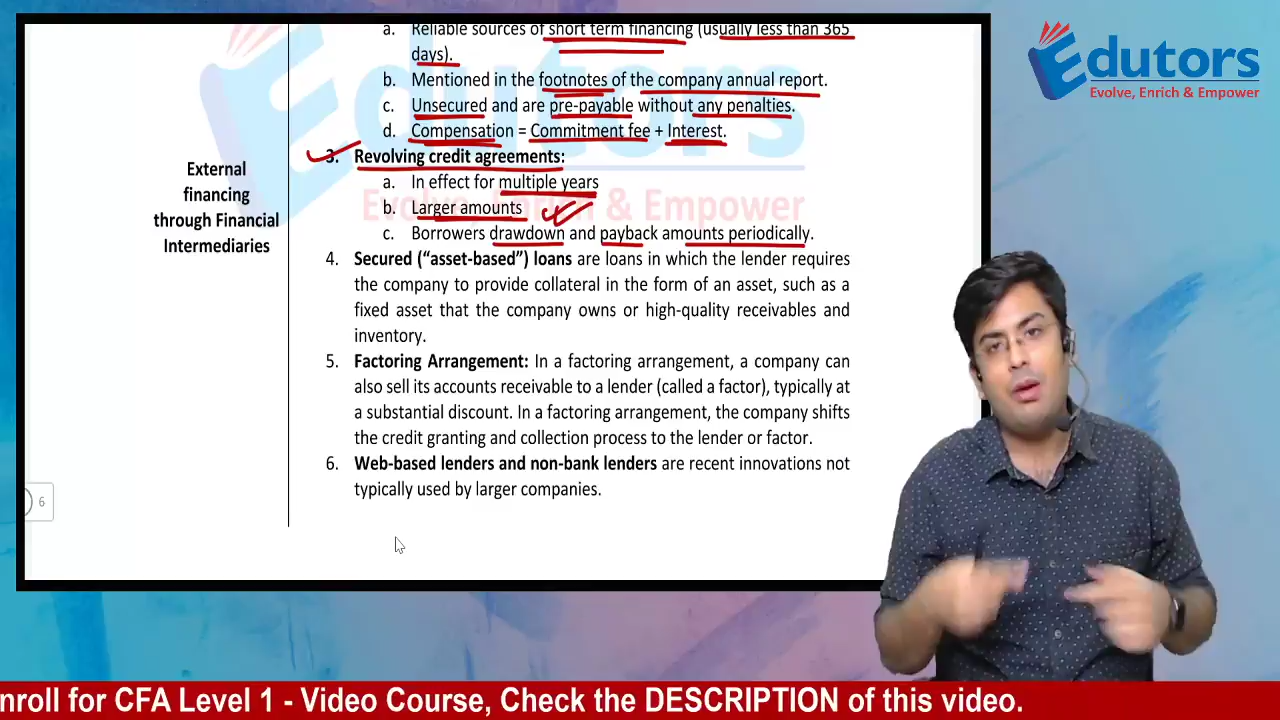 a. Reliable sources of short term financing (usually less than 365
days).
b. Mentioned in the footnotes of the company annual report.
c. Unsecured and are pre-payable without any penalties.
d. Compensation = Commitment fee + Interest.
3. Revolving credit agreements:
a. In effect for multiple years
b. Larger amounts
c. Borrowers drawdown and payback amounts periodically.
External
financing
through Financial
Intermediaries
4. Secured (“asset-based”) loans are loans in which the lender requires
the company to provide collateral in the form of an asset, such as a
fixed asset that the company owns or high-quality receivables and
inventory.
5. Factoring Arrangement: In a factoring arrangement, a company can
also sell its accounts receivable to a lender (called a factor), typically at
a substantial discount. In a factoring arrangement, the company shifts
the credit granting and collection process to the lender or factor.
6. Web-based lenders and non-bank lenders are recent innovations not
typically used by larger companies.
6
Edutors
Evolve, Enrich & Empower
Evolve, Enrich & Empower
nroll for CFA Level 1 - Video Course, Check the DESCRIPTION of this video.